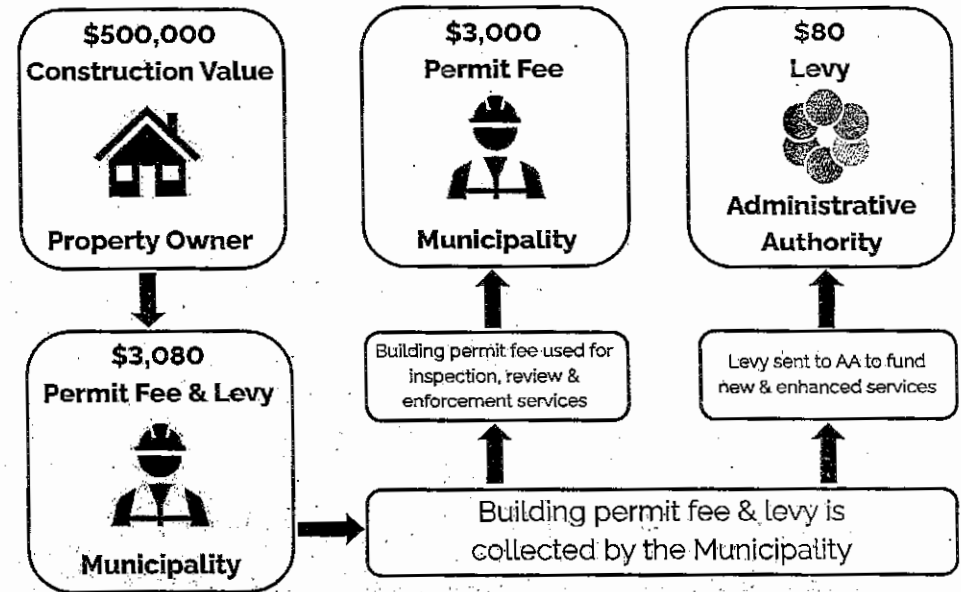 $500,000
Construction Value
Property Owner
$3,080
Permit Fee & Levy
Municipality
Building permit fee & levy is
collected by the Municipality
Building permit fee used for
inspection, review &
enforcement services
$3,000
Permit Fee
Municipality
Levy sent to AA to fund
new & enhanced services
$80
Levy
Administrative
Authority